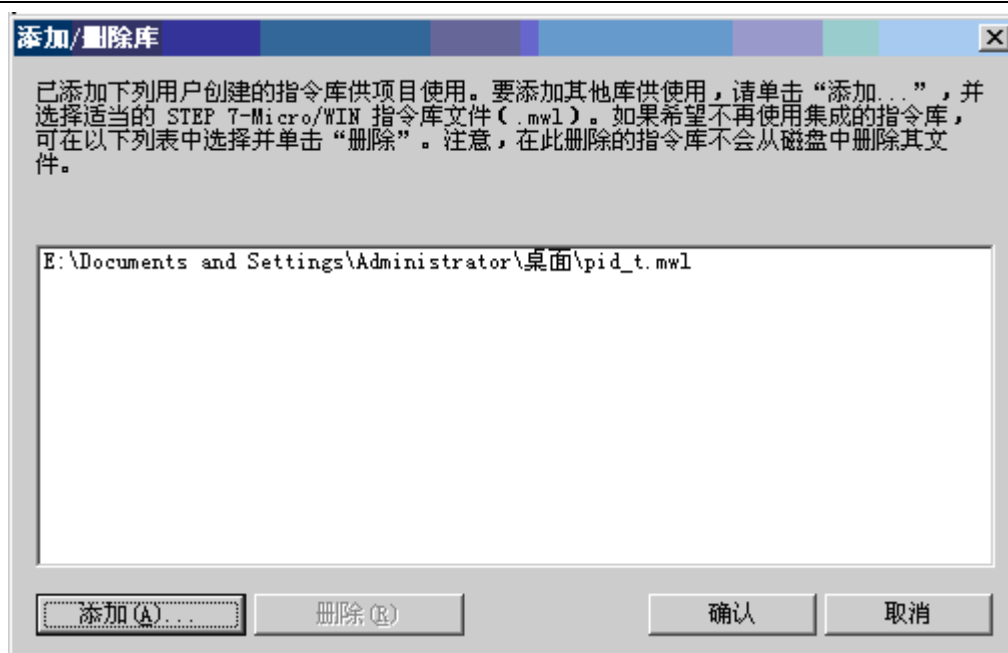 添加/删除库
已添加下列用户创建的指令库供项目使用。要添加其他库供使用，请单击“添加...”，并
选择适当的 STEP 7-Micro/WIN 指令库文件(.mwl)。如果希望不再使用集成的指令库，
可在以下列表中选择并单击“删除”。注意，在此删除的指令库不会从磁盘中删除其文
件。
E:\Documents and Settings\Administrator\桌面\pid_t.mwl
添加(A)... 删除(R) 确认 取消